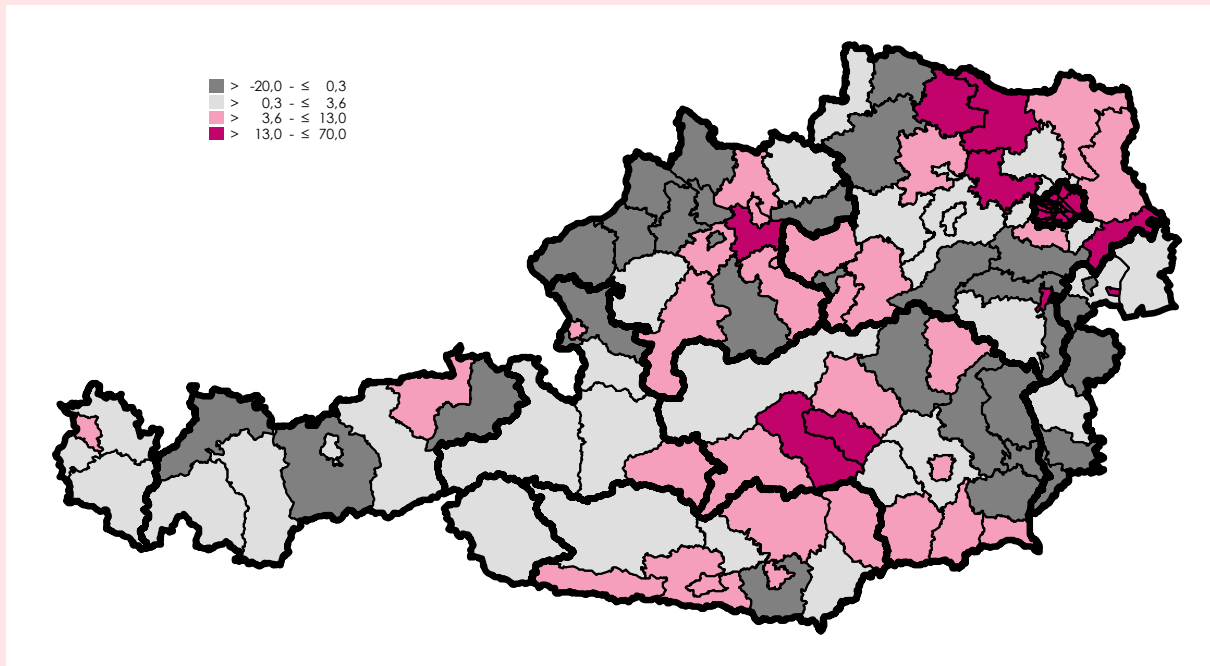 > -20,0 - ≤ 0,3
> 0,3 - ≤ 3,6
> 3,6 - ≤ 13,0
> 13,0 - ≤ 70,0